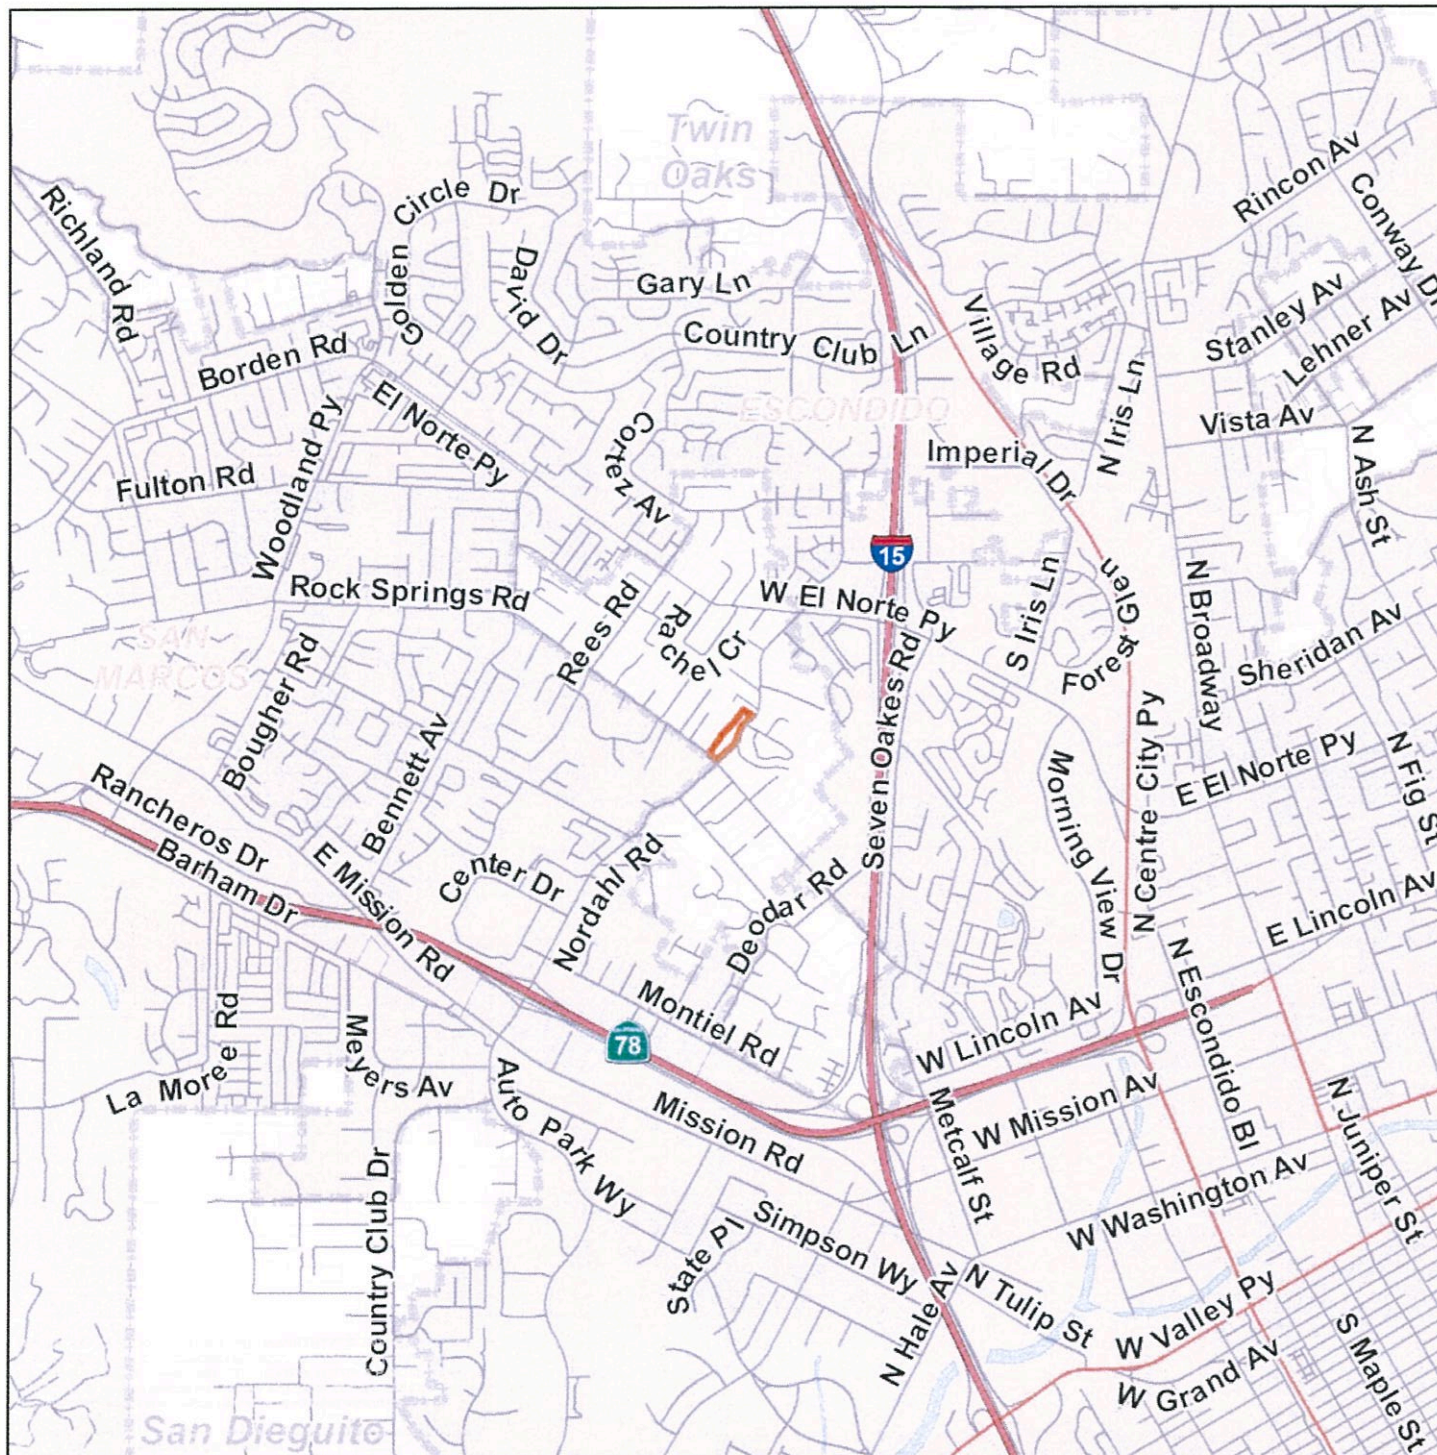 Twin
Oaks
Rincon Av
Conway Dr
Richland Rd
Golden Circle Dr
David Dr
Gary Ln
Country Club Ln
Village Rd
Stanley Av
Lehner Av
Borden Rd
El Norte Py
Woodland Py
Cortez Av
ESCONDIDO
Imperial Dr
N Iris Ln
Vista Av
N Ash St
Fulton Rd
15
Rock Springs Rd
Rees Rd
Rachel Cr
W El Norte Py
S Iris Ln
Forest Glen
N Broadway
Sheridan Av
SAN
MARCOS
Bougher Rd
Bennett Av
Seven Oakes Rd
Morning View Dr
N Centre City Py
E El Norte Py
N Fig St
Rancheros Dr
Barham Dr
E Mission Rd
Center Dr
Nordahl Rd
Deodar Rd
E Lincoln Av
N Escondido Bl
La Moree Rd
Meyers Av
Montiel Rd
78
W Lincoln Av
Auto Park Wy
Mission Rd
Metcalf St
W Mission Av
N Juniper St
Country Club Dr
W Washington Av
State Pl
Simpson Wy
N Hale Av
N Tulip St
W Valley Py
W Grand Av
S Maple St
San Dieguito